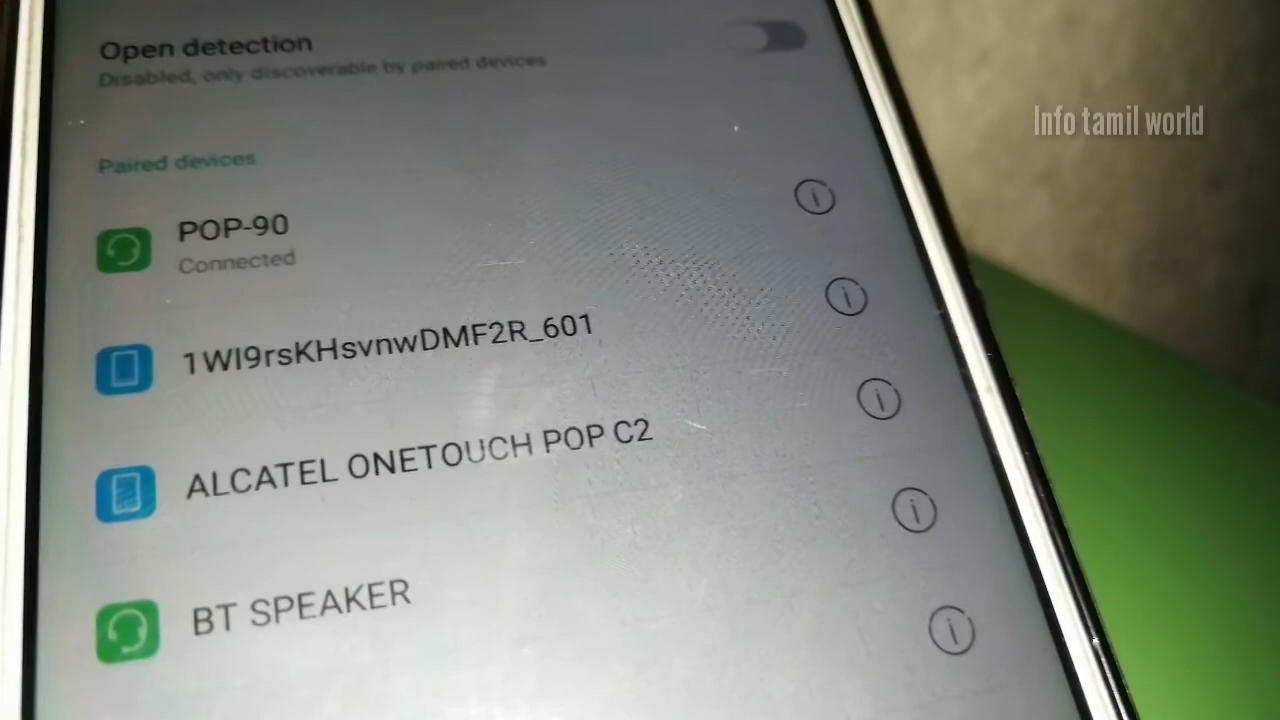 Open detection
Disabled, only discoverable by paired devices
Info tamil world
Paired devices
POP-90
Connected
1WI9rsKHsvnwDMF2R_601
ALCATEL ONETOUCH POP C2
BT SPEAKER